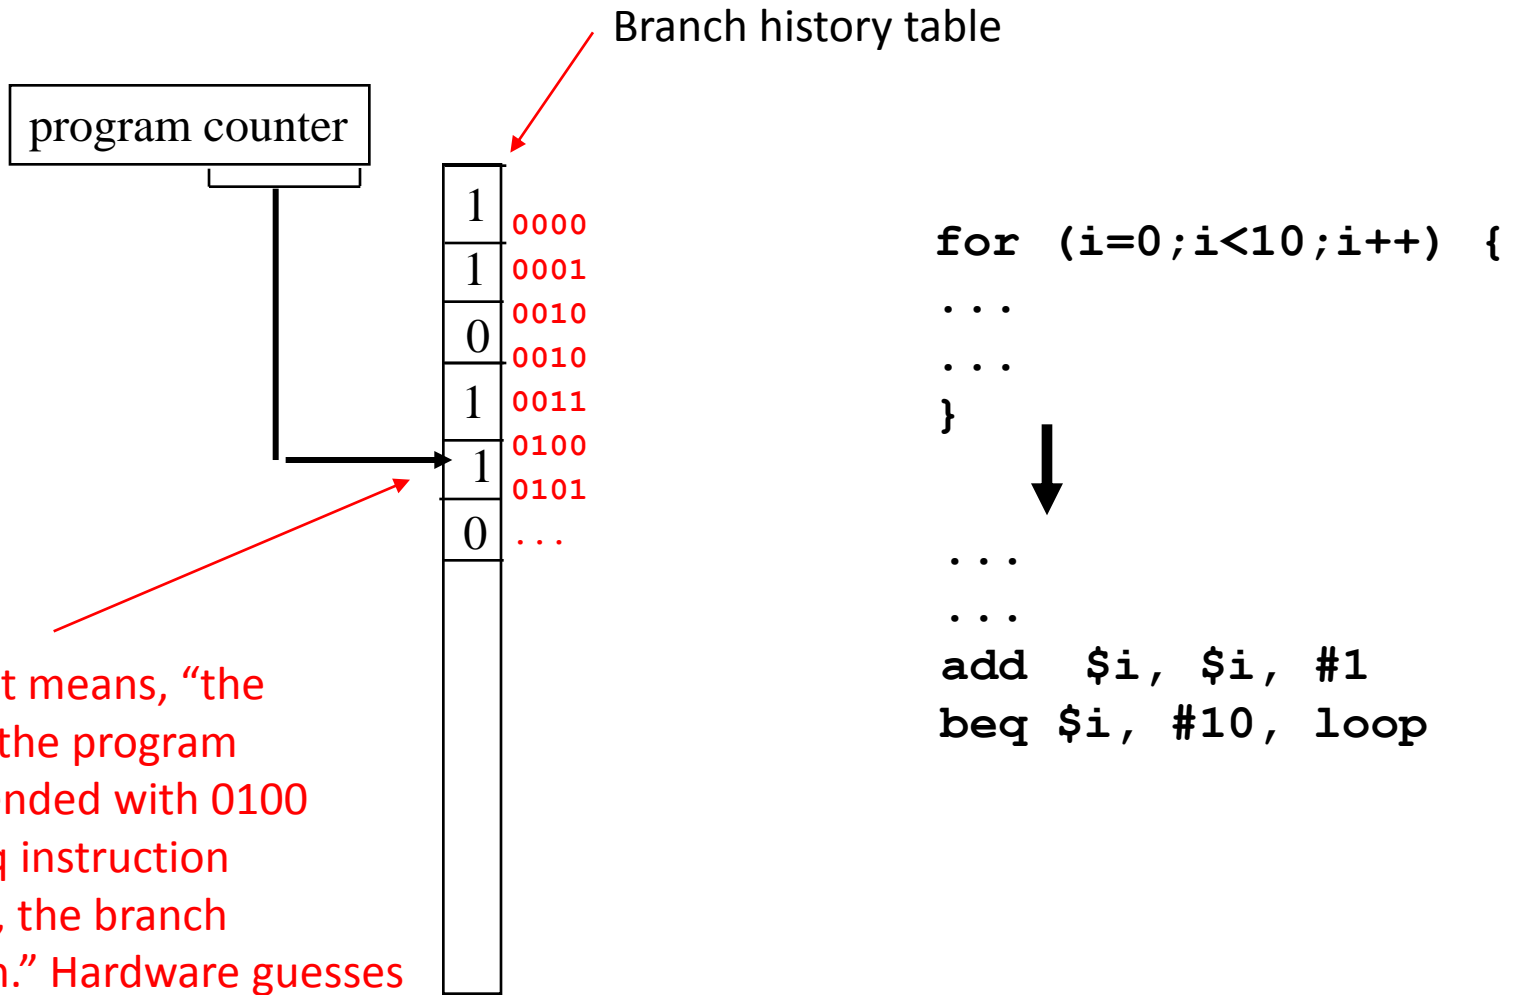 Branch history table
program counter
1
0000
1
0001
0010
0
0010
1
0011
0100
1
0101
0
...
for (i=0;i<10;i++) {
...
...
}
...
...
add $i, $i, #1
beq $i, #10, loop
t means, “the
the program
nded with 0100
instruction
, the branch
.” Hardware guesses